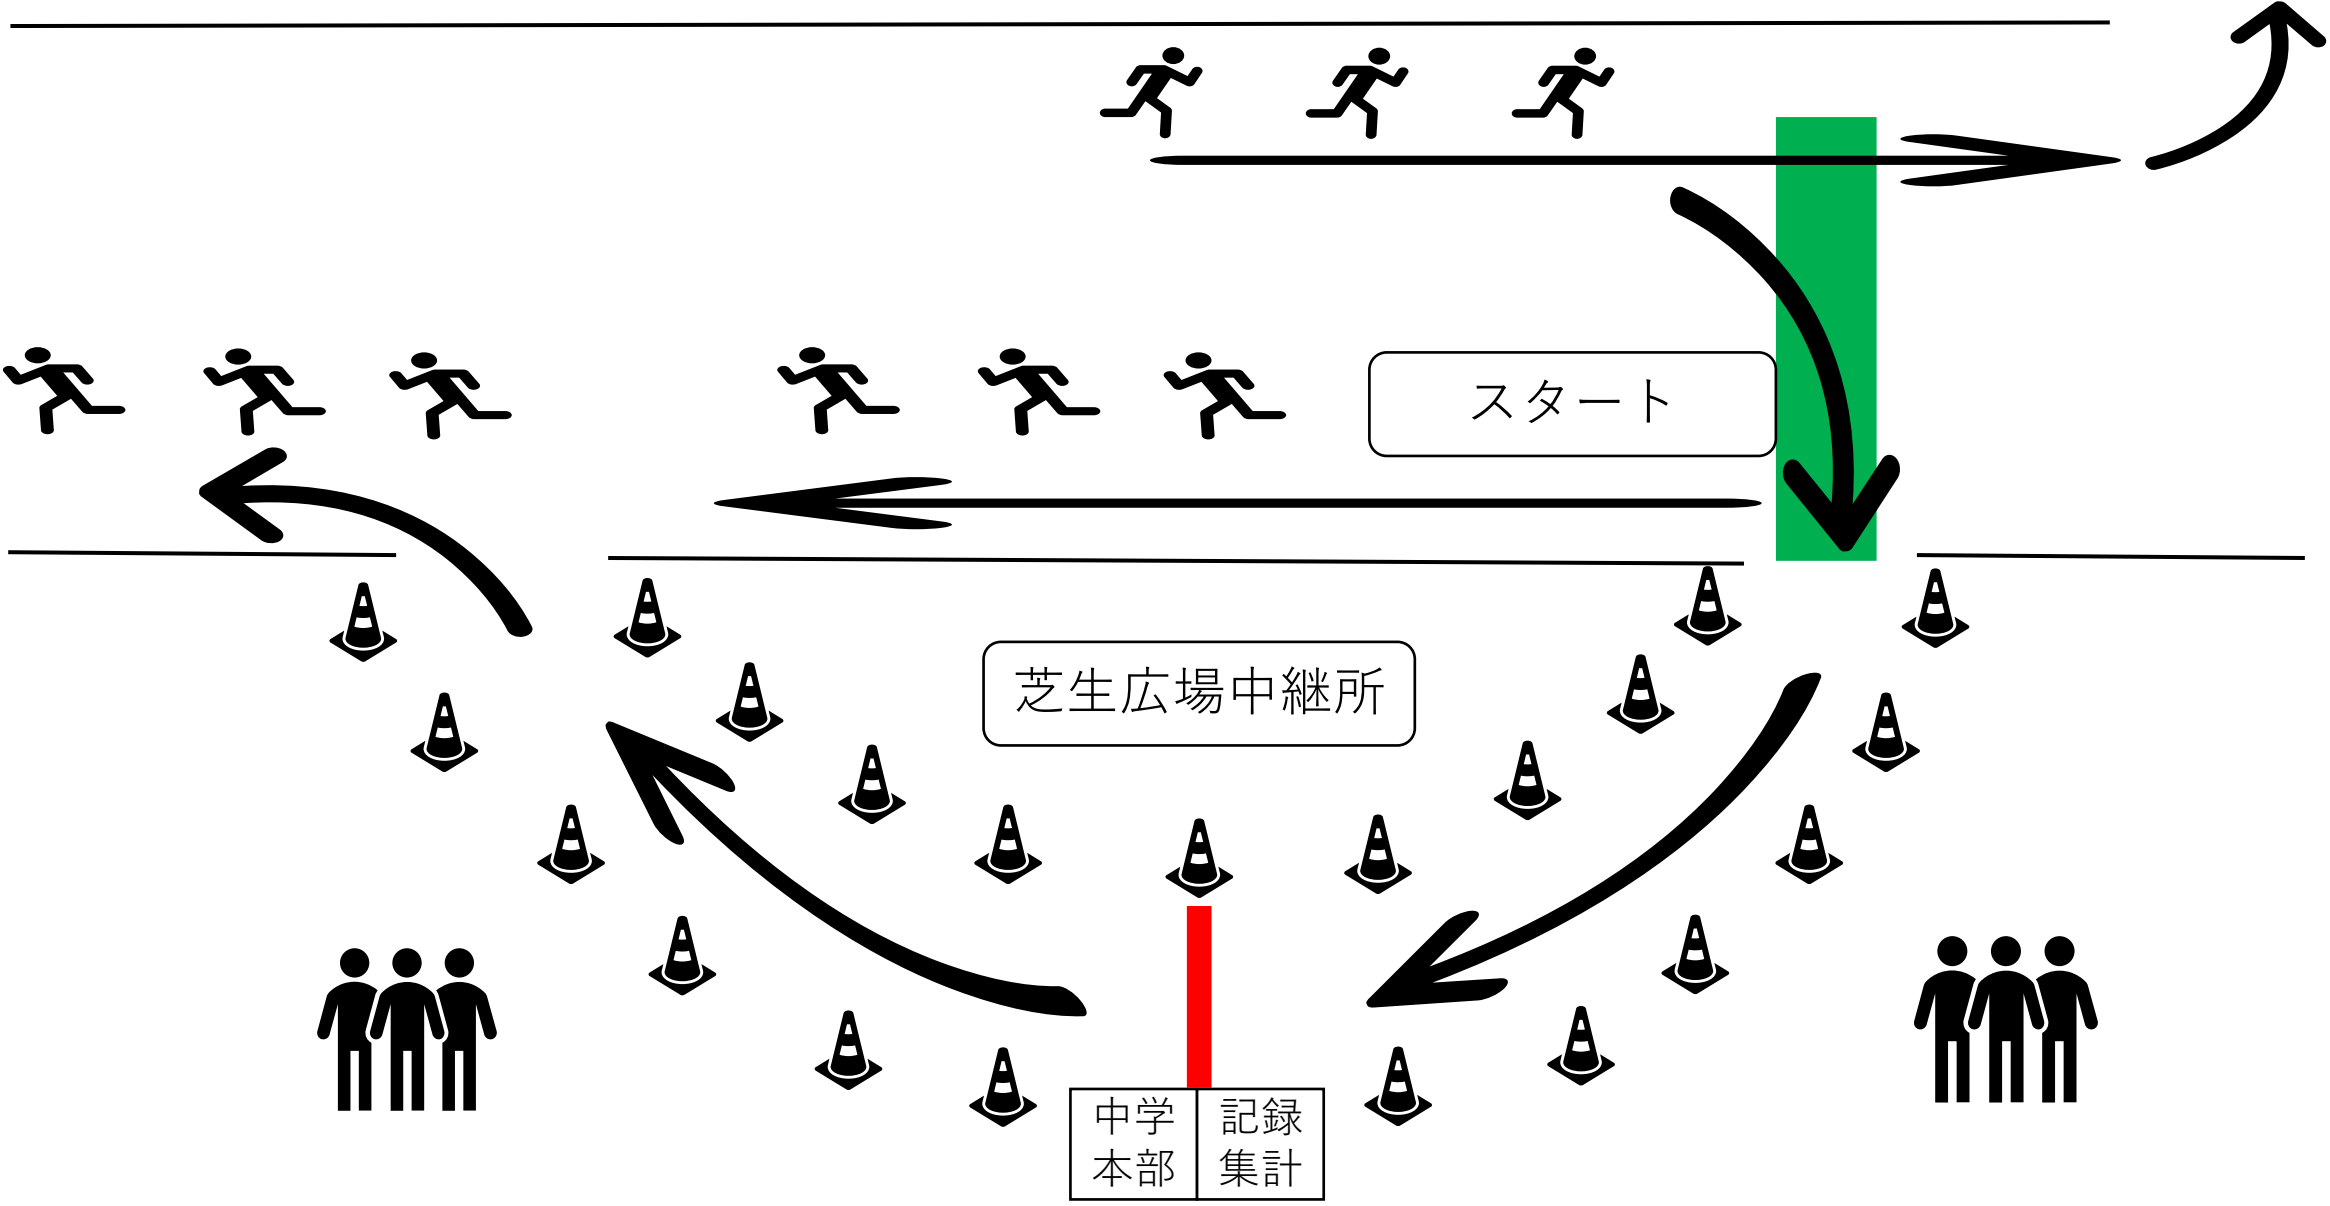 スタート
芝生広場中継所
中学
本部
記録
集計